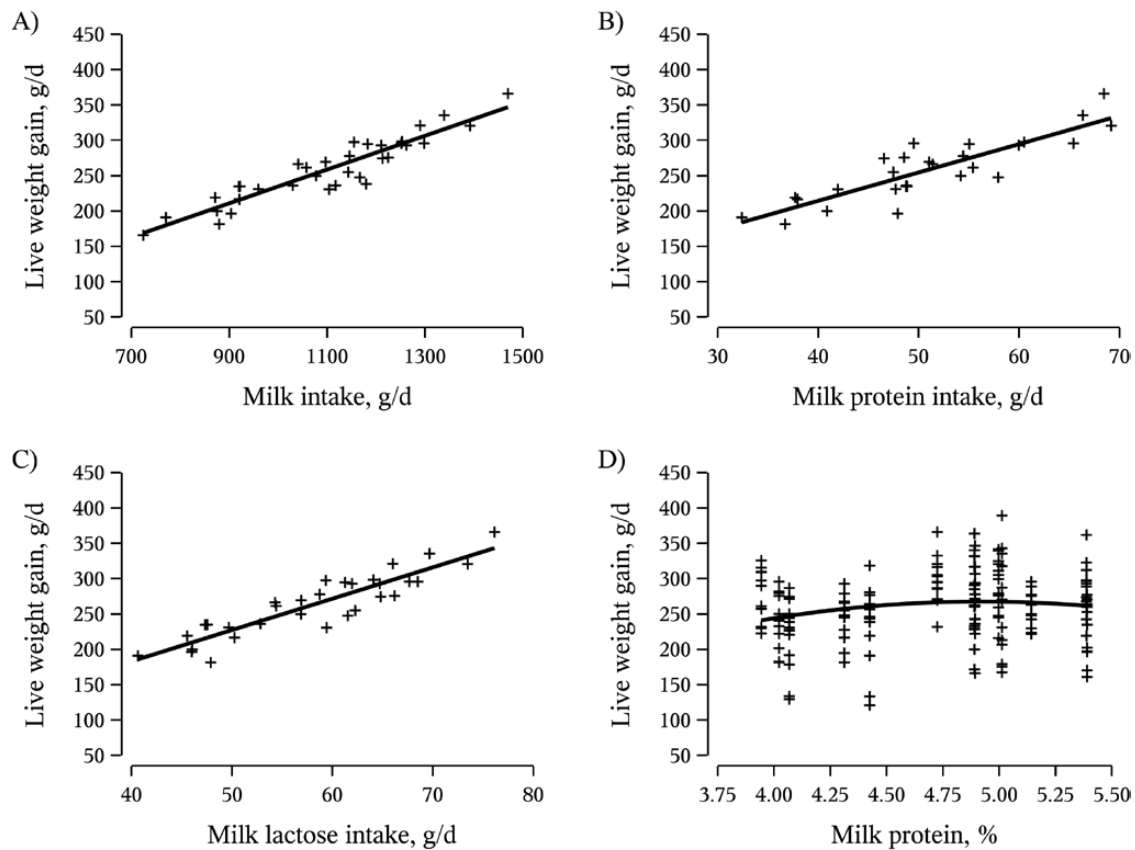 A)
450
400
350
300
250
200
150
100
50
Live weight gain, g/d
700 900 1100 1300 1500
Milk intake, g/d
B)
450
400
350
300
250
200
150
100
50
Live weight gain, g/d
30 40 50 60 70
Milk protein intake, g/d
C)
450
400
350
300
250
200
150
100
50
Live weight gain, g/d
40 50 60 70 80
Milk lactose intake, g/d
D)
450
400
350
300
250
200
150
100
50
Live weight gain, g/d
3.75 4.00 4.25 4.50 4.75 5.00 5.25 5.50
Milk protein, %